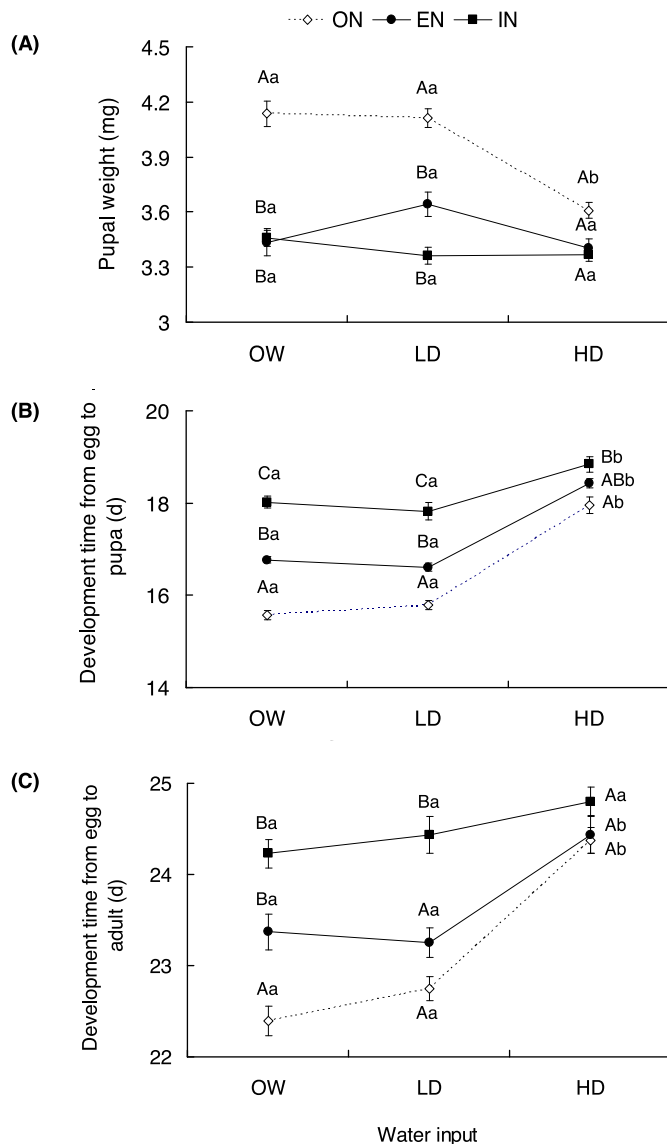 ON EN IN
(A)
Pupal weight (mg)
4.5
4.2
3.9
3.6
3.3
3
Aa
Aa
Ab
Ba
Ba
Aa
Ba
Ba
Aa
OW LD HD
(B)
Development time from egg to
pupa (d)
20
18
16
14
Ca
Ca
Bb
ABb
Ab
Ba
Ba
Aa
Aa
OW LD HD
(C)
Development time from egg to
adult (d)
25
24
23
22
Ba
Ba
Aa
Ab
Ab
Ba
Aa
Aa
Aa
OW LD HD
Water input